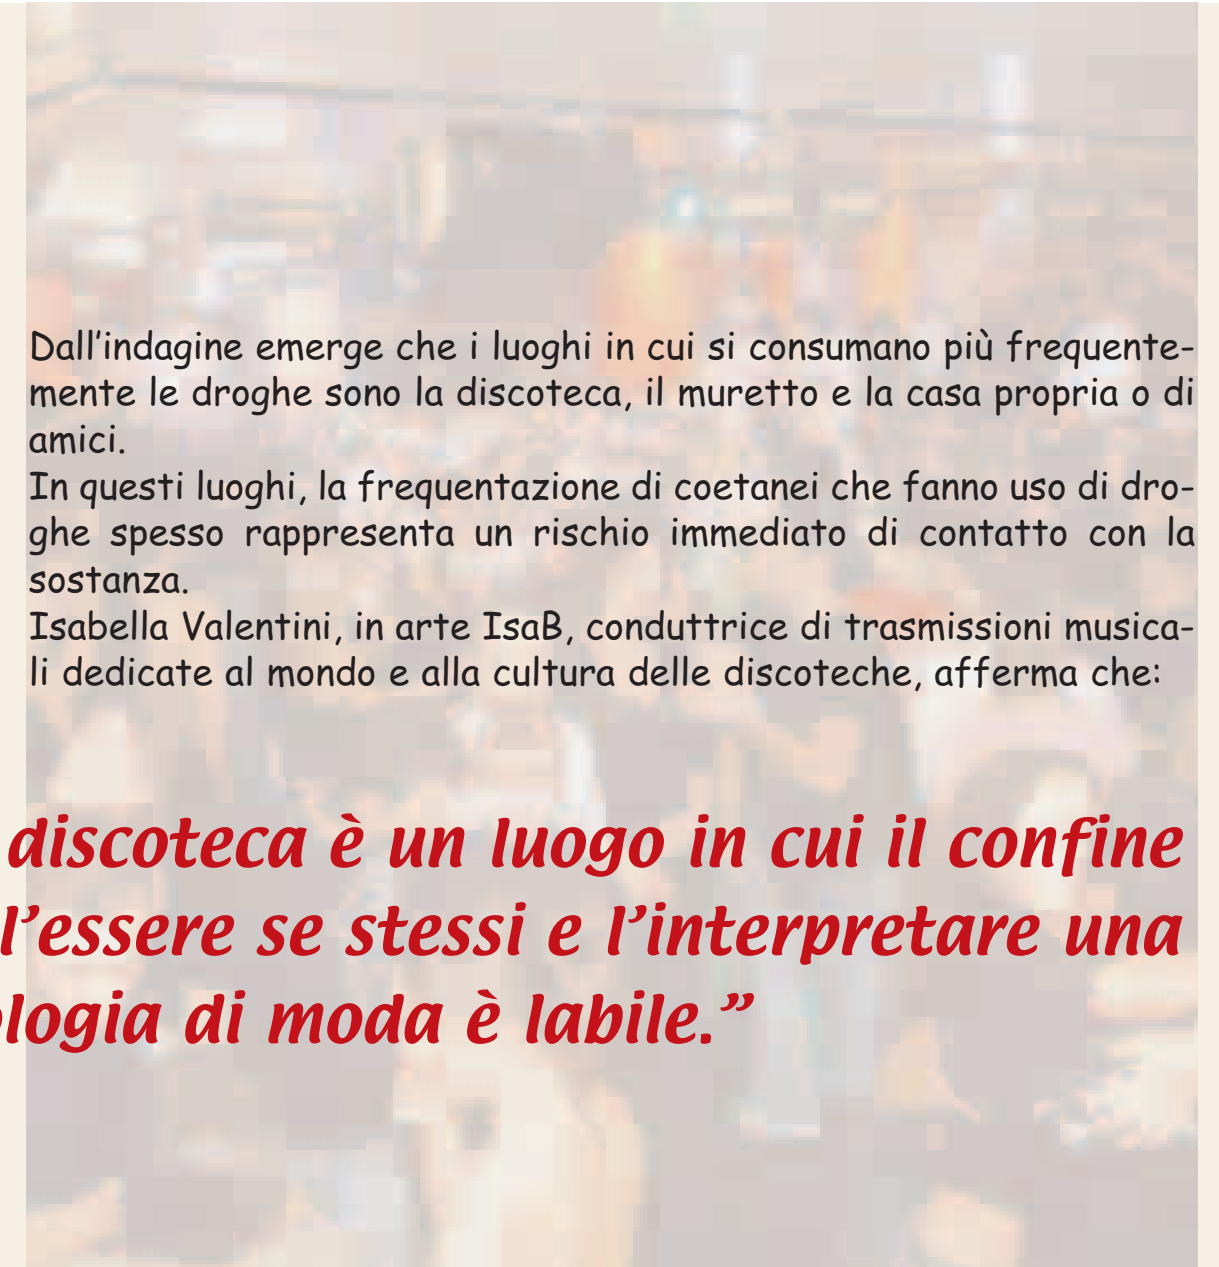 Dall'indagine emerge che i luoghi in cui si consumano più frequente-
mente le droghe sono la discoteca, il muretto e la casa propria o di
amici.
In questi luoghi, la frequentazione di coetanei che fanno uso di dro-
ghe spesso rappresenta un rischio immediato di contatto con la
sostanza.
Isabella Valentini, in arte IsaB, conduttrice di trasmissioni musica-
li dedicate al mondo e alla cultura delle discoteche, afferma che:
discoteca è un luogo in cui il confine
l’essere se stessi e l’interpretare una
logia di moda è labile.”